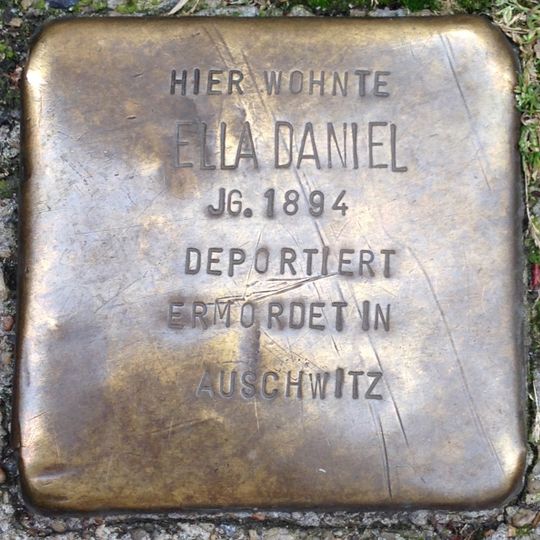 HIER WOHNTE
ELLA DANIEL
JG. 1894
DEPORTIERT
ERMORDET IN
AUSCHWITZ